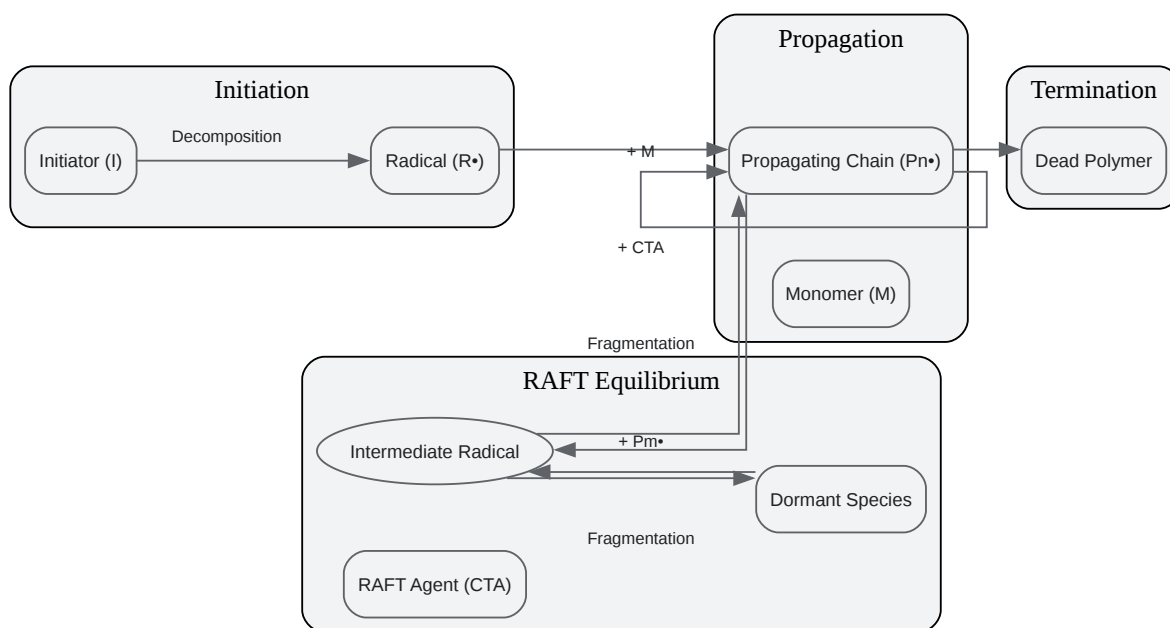 Propagation
Initiation
Termination
Decomposition
Initiator (I)
Radical (R•)
+ M
Propagating Chain (Pn•)
Dead Polymer
+ CTA
Monomer (M)
Fragmentation
RAFT Equilibrium
Intermediate Radical
+ Pm•
Dormant Species
Fragmentation
RAFT Agent (CTA)